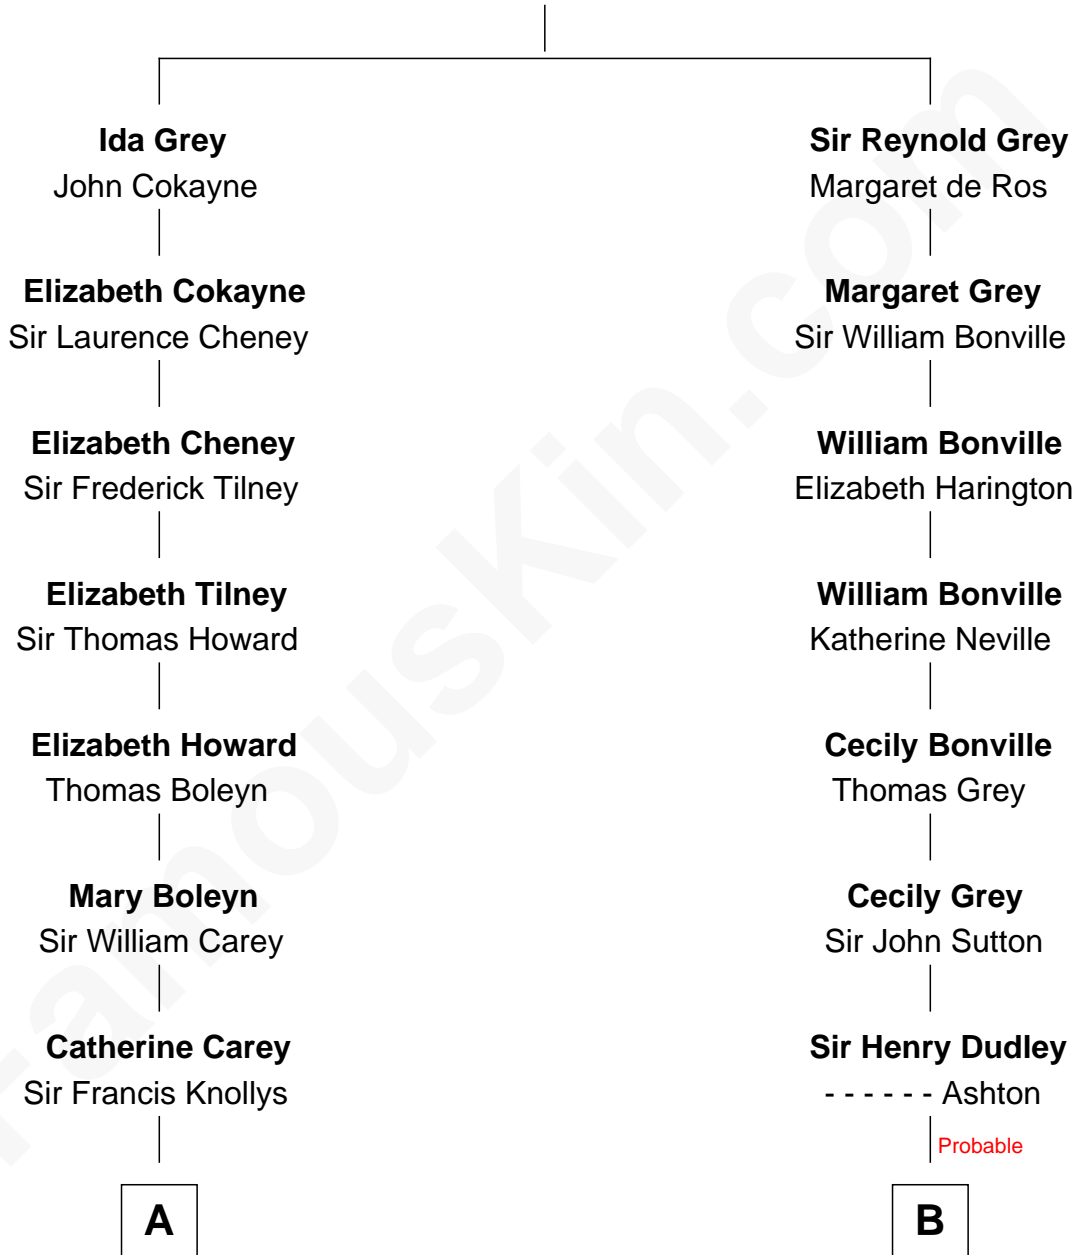 Ida Grey
John Cokayne
Elizabeth Cokayne
Sir Laurence Cheney
Elizabeth Cheney
Sir Frederick Tilney
Elizabeth Tilney
Sir Thomas Howard
Elizabeth Howard
Thomas Boleyn
Mary Boleyn
Sir William Carey
Catherine Carey
Sir Francis Knollys
A
Sir Reynold Grey
Margaret de Ros
Margaret Grey
Sir William Bonville
William Bonville
Elizabeth Harington
William Bonville
Katherine Neville
Cecily Bonville
Thomas Grey
Cecily Grey
Sir John Sutton
Sir Henry Dudley
- - - - - - Ashton
Probable
B
FamousKin.com